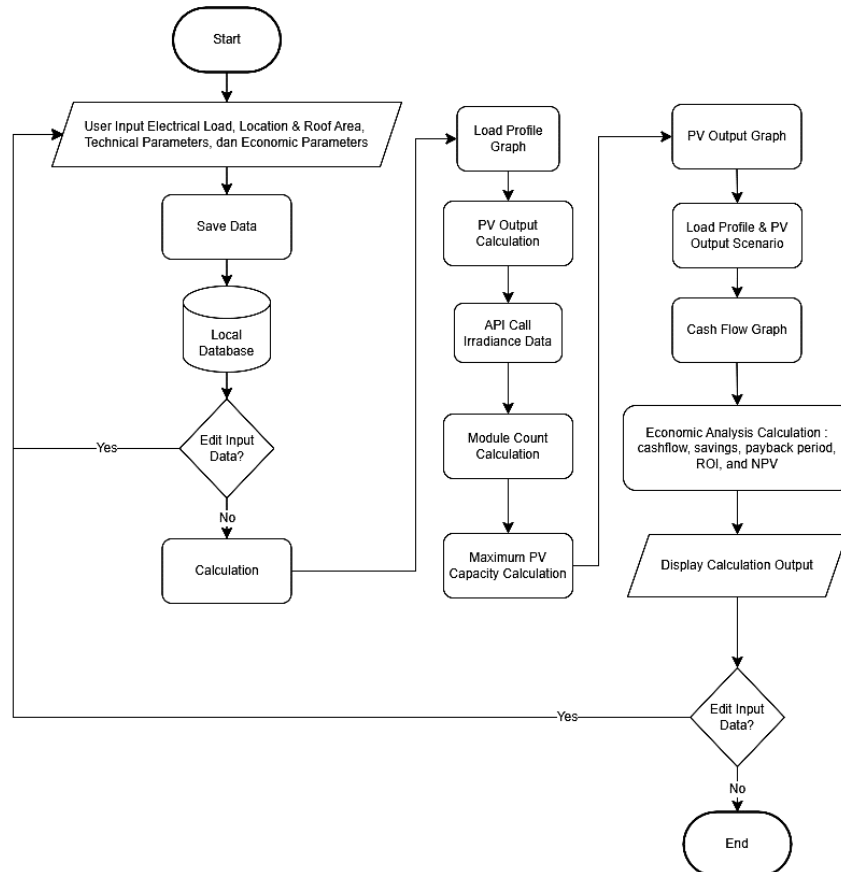 Start
User Input Electrical Load, Location & Roof Area,
Technical Parameters, dan Economic Parameters
Save Data
Local
Database
Edit Input
Data?
Yes
No
Calculation
Load Profile
Graph
PV Output
Calculation
API Call
Irradiance Data
Module Count
Calculation
Maximum PV
Capacity Calculation
PV Output Graph
Load Profile & PV
Output Scenario
Cash Flow Graph
Economic Analysis Calculation :
cashflow, savings, payback period,
ROI, and NPV
Display Calculation Output
Edit Input
Data?
Yes
No
End